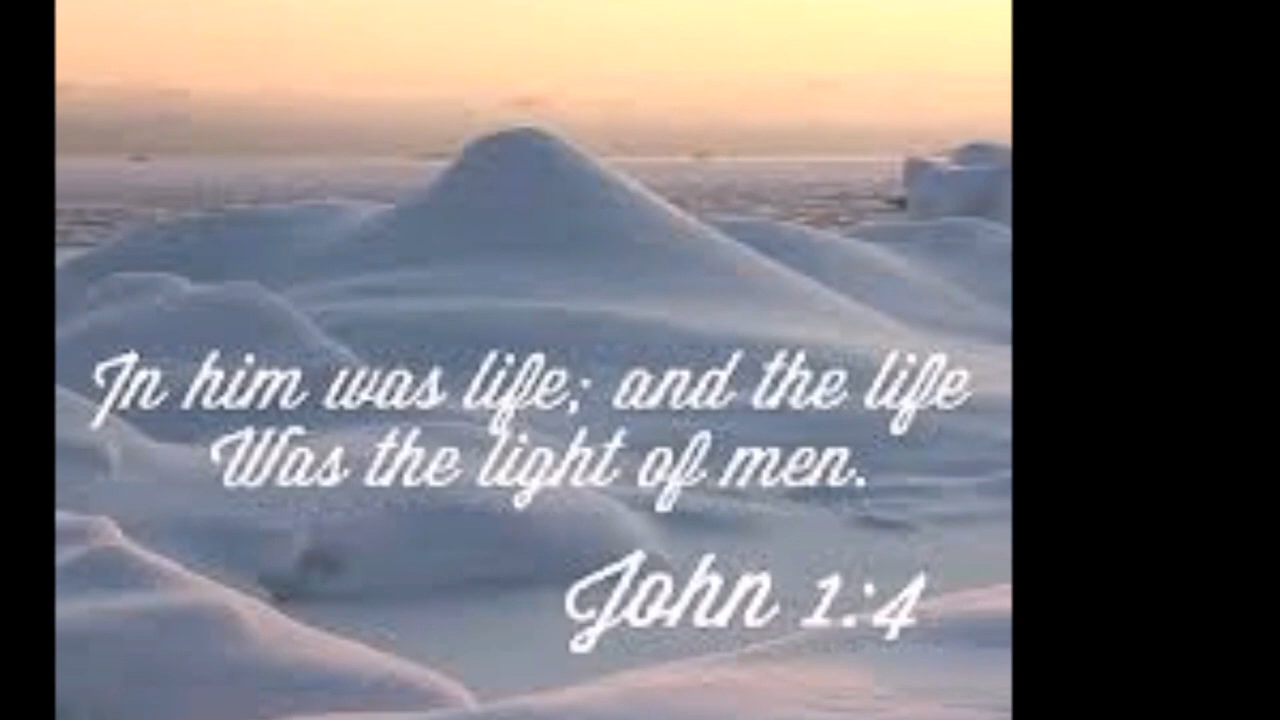 In him was life; and the life
Was the light of men.
John 1:4